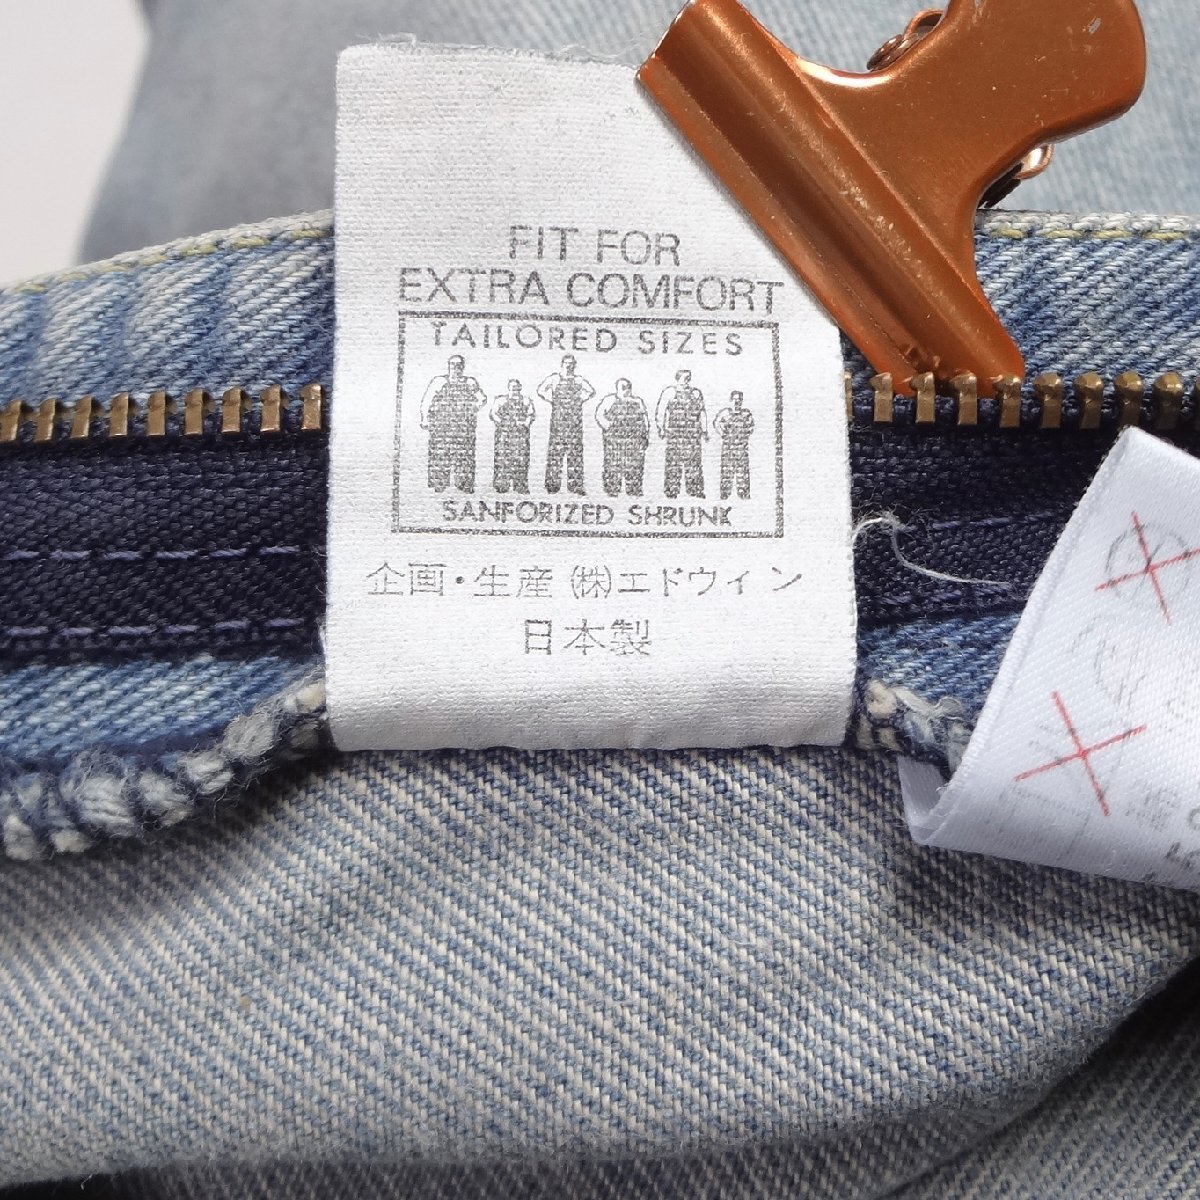 FIT FOR
EXTRA COMFORT
TAILORED SIZES
SANFORIZED SHRUNK
企画・生産 (株)エドウィン
日本製